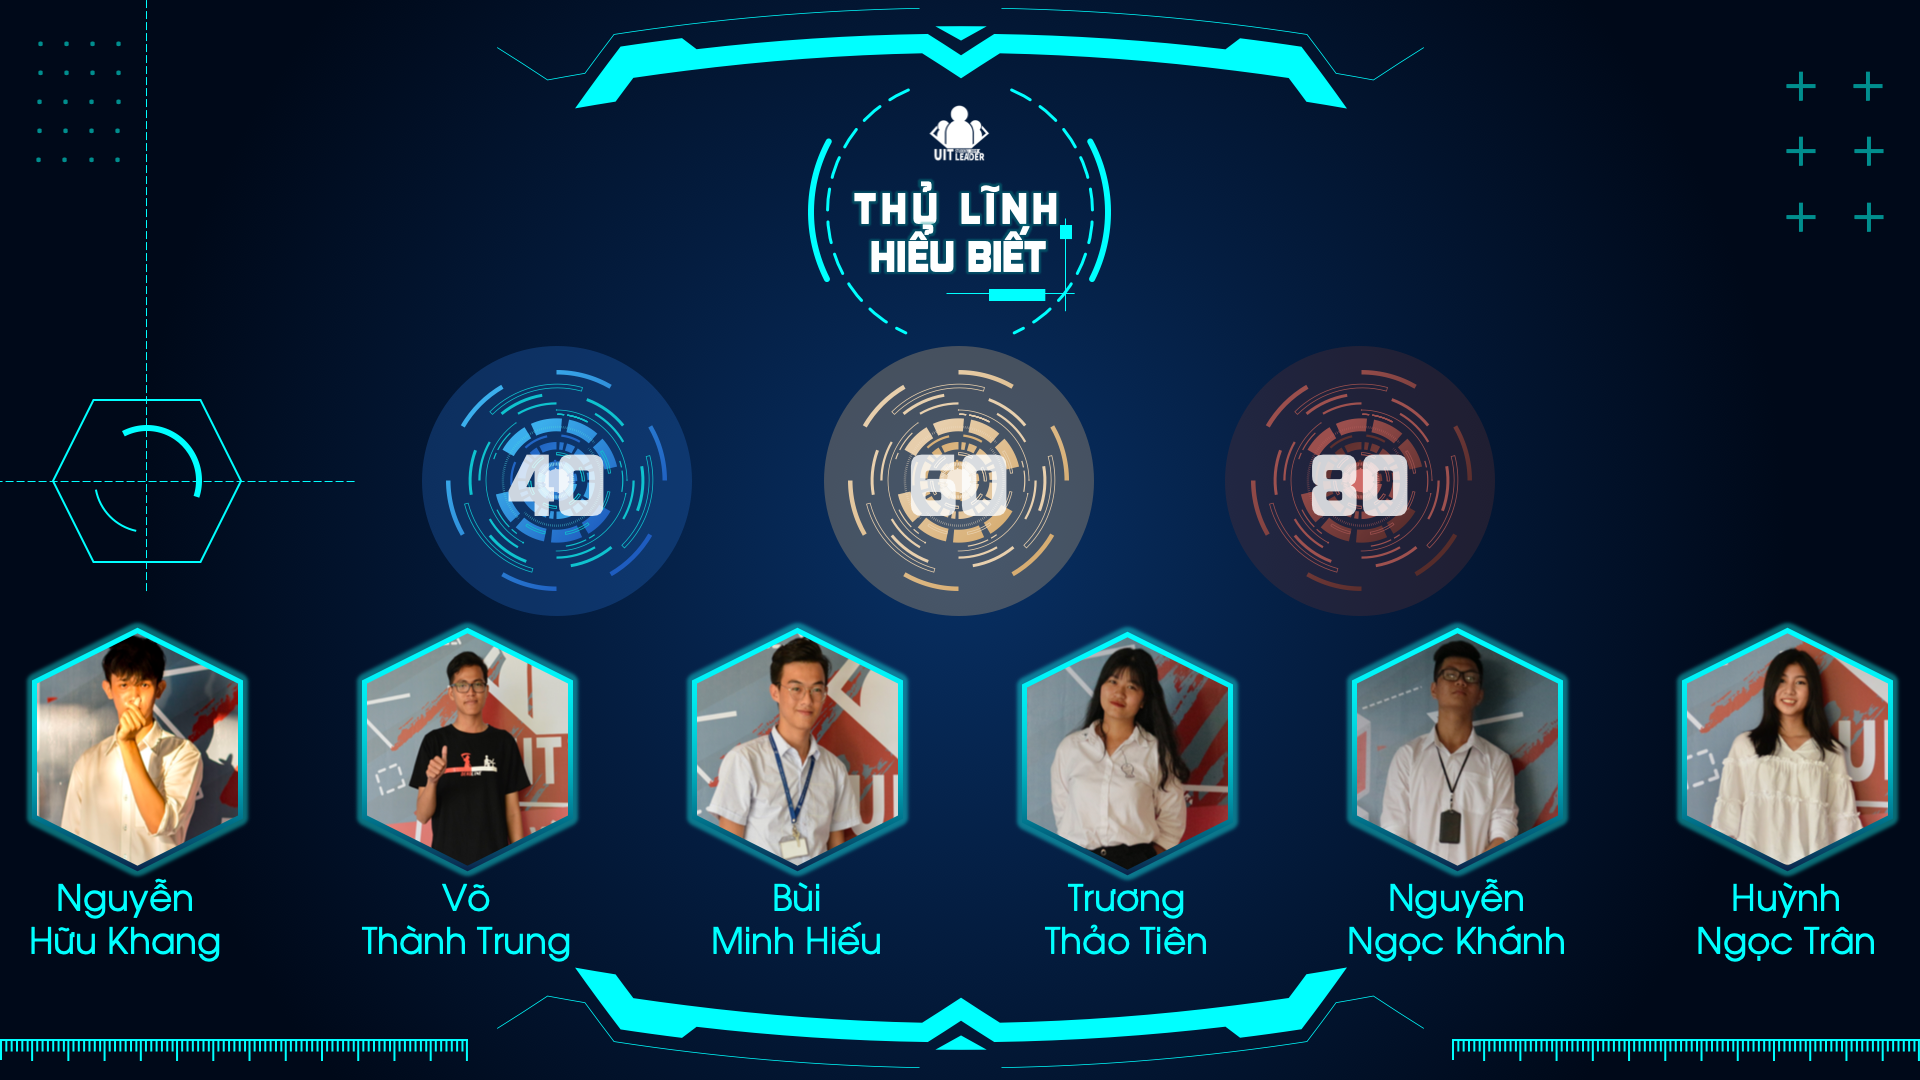 UIT LEADER
THỦ LĨNH
HIỂU BIẾT
40
60
80
Nguyễn
Hữu Khang
Võ
Thành Trung
Bùi
Minh Hiếu
Trương
Thảo Tiên
Nguyễn
Ngọc Khánh
Huỳnh
Ngọc Trân